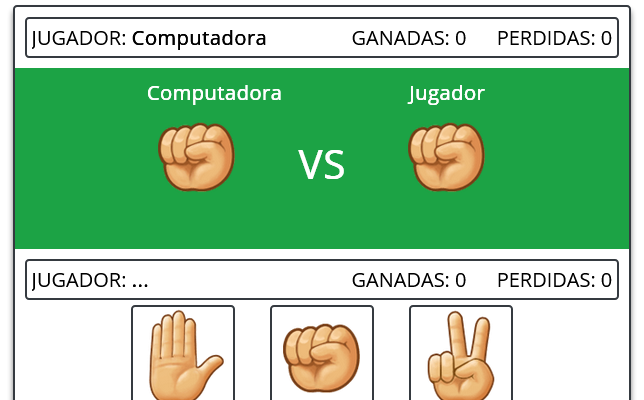 JUGADOR: Computadora GANADAS: 0 PERDIDAS: 0
Computadora Jugador
VS
JUGADOR: ... GANADAS: 0 PERDIDAS: 0